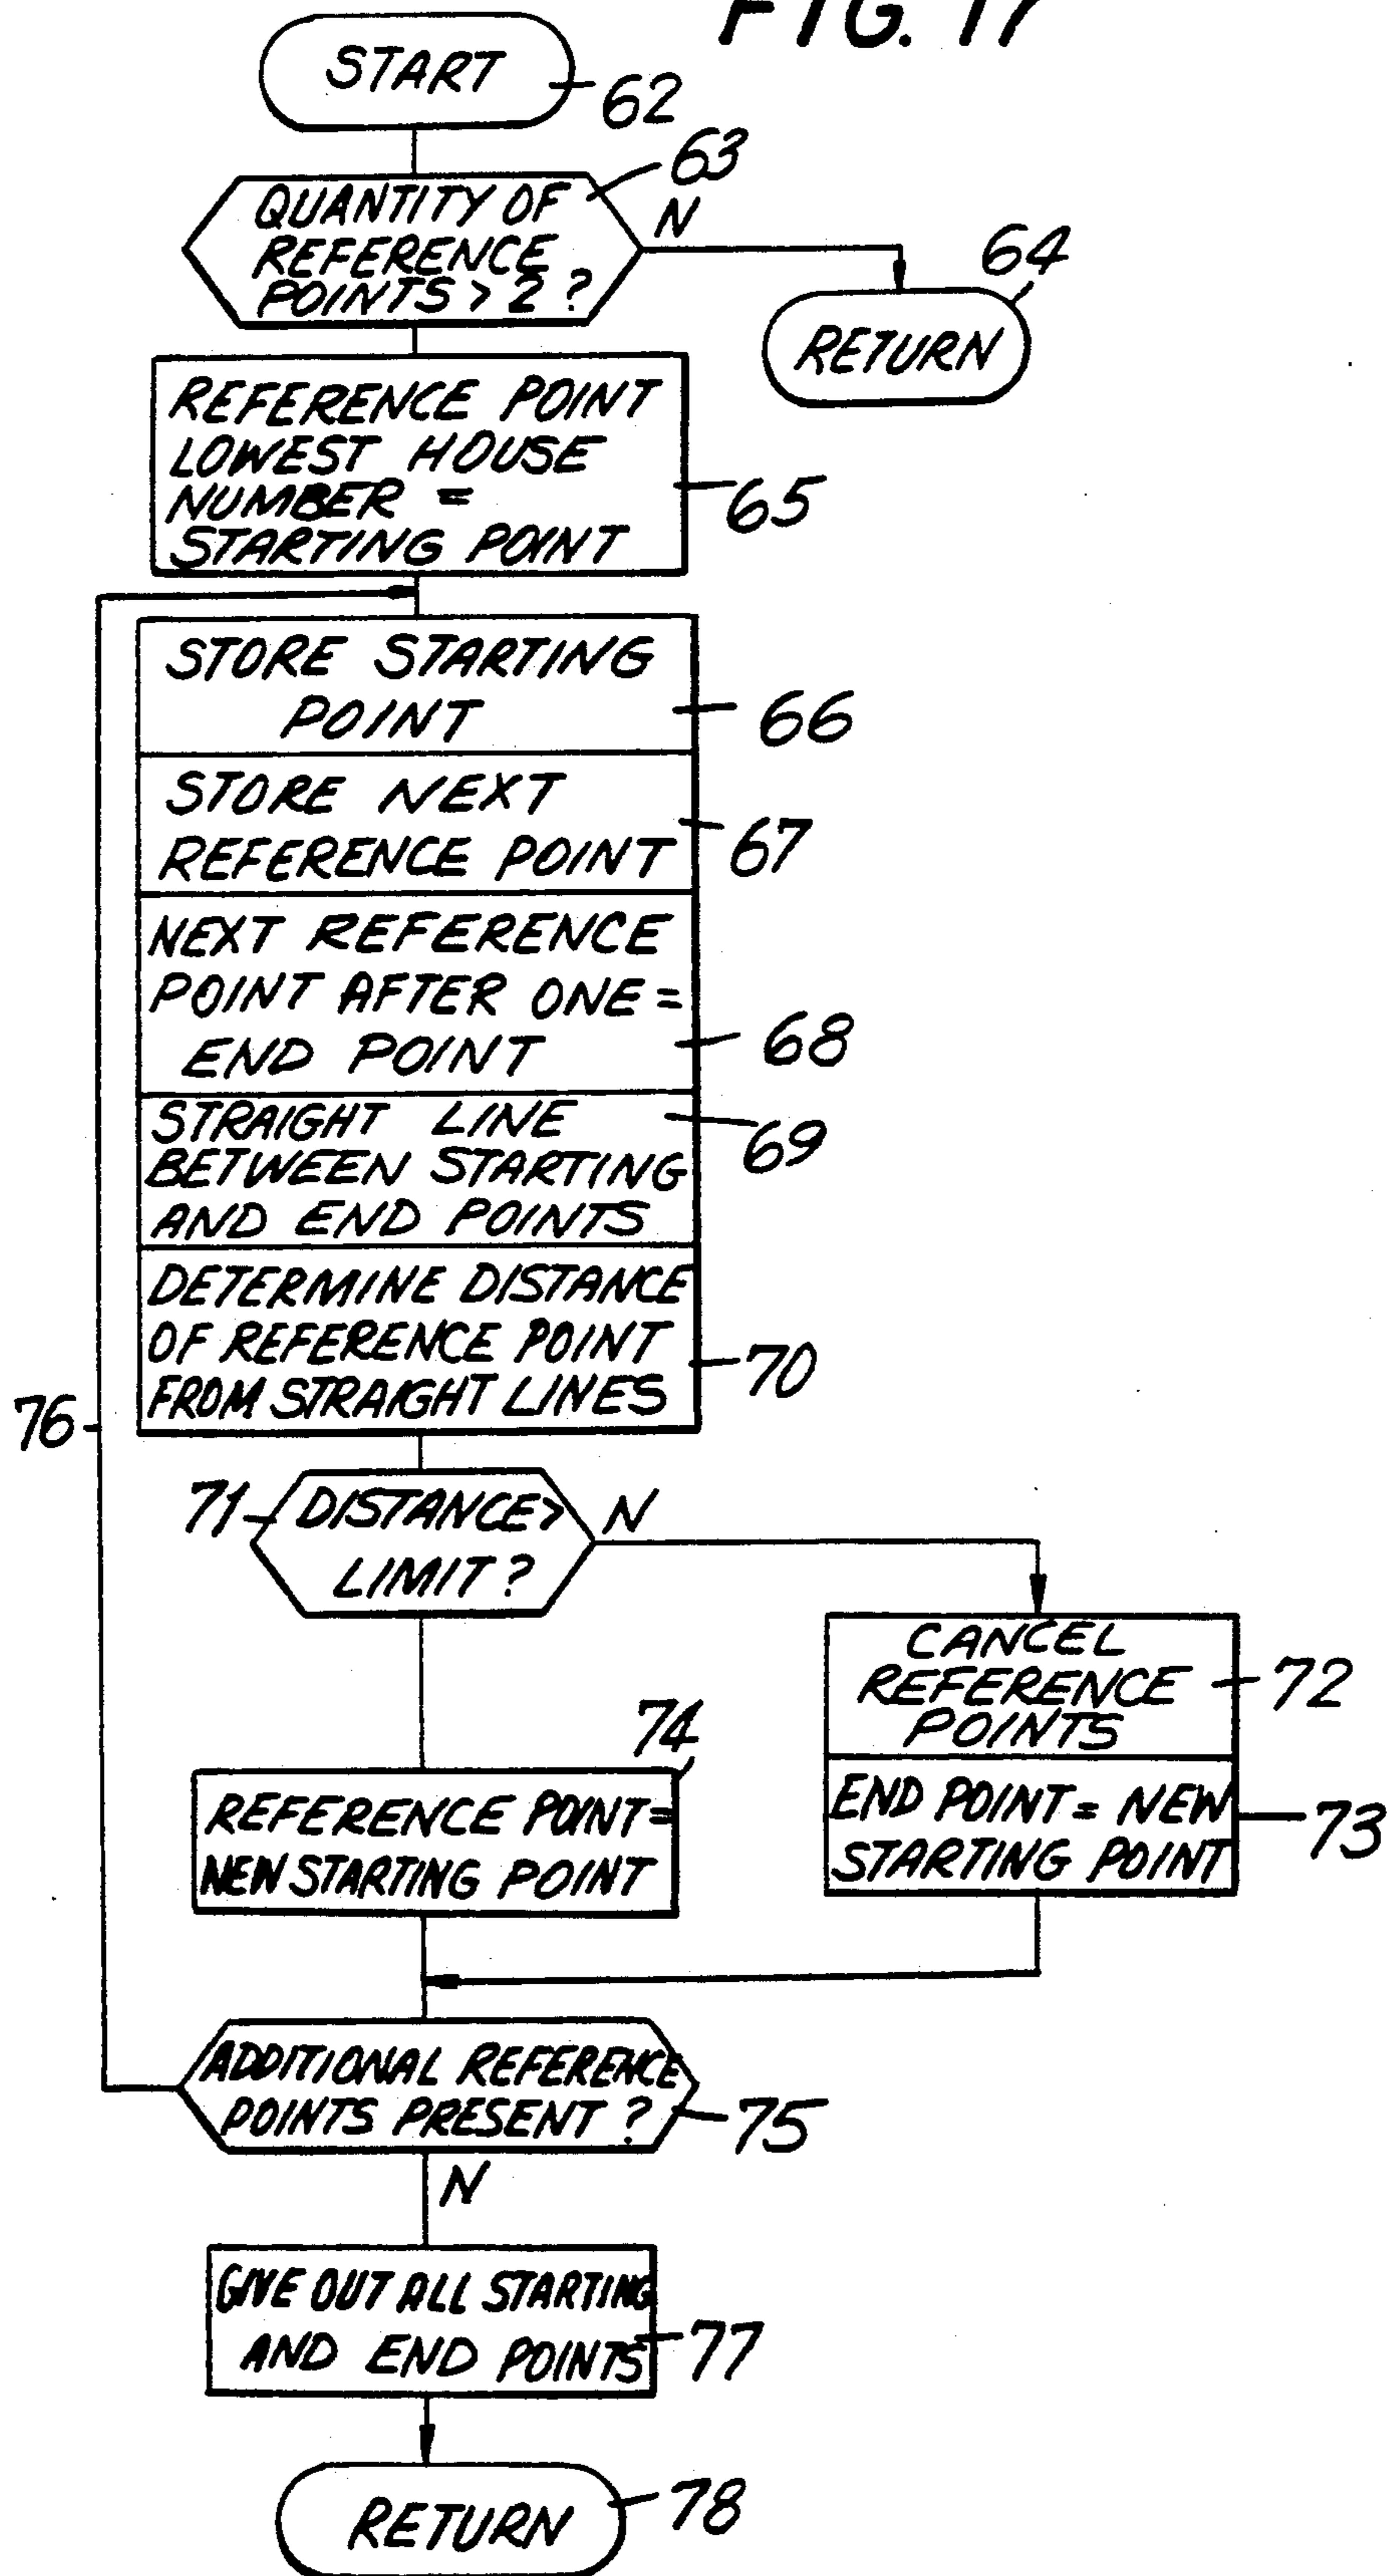 FIG. 17
START
62
63
QUANTITY OF
REFERENCE
POINTS > 2 ?
N
64
RETURN
REFERENCE POINT
LOWEST HOUSE
NUMBER =
STARTING POINT
65
STORE STARTING
POINT
66
STORE NEXT
REFERENCE POINT
67
NEXT REFERENCE
POINT AFTER ONE =
END POINT
68
STRAIGHT LINE
BETWEEN STARTING
AND END POINTS
69
DETERMINE DISTANCE
OF REFERENCE POINT
FROM STRAIGHT LINES
70
76
71
DISTANCE >
LIMIT ?
N
CANCEL
REFERENCE
POINTS
72
END POINT = NEW
STARTING POINT
73
74
REFERENCE POINT =
NEW STARTING POINT
ADDITIONAL REFERENCE
POINTS PRESENT ?
75
N
GIVE OUT ALL STARTING
AND END POINTS
77
RETURN
78